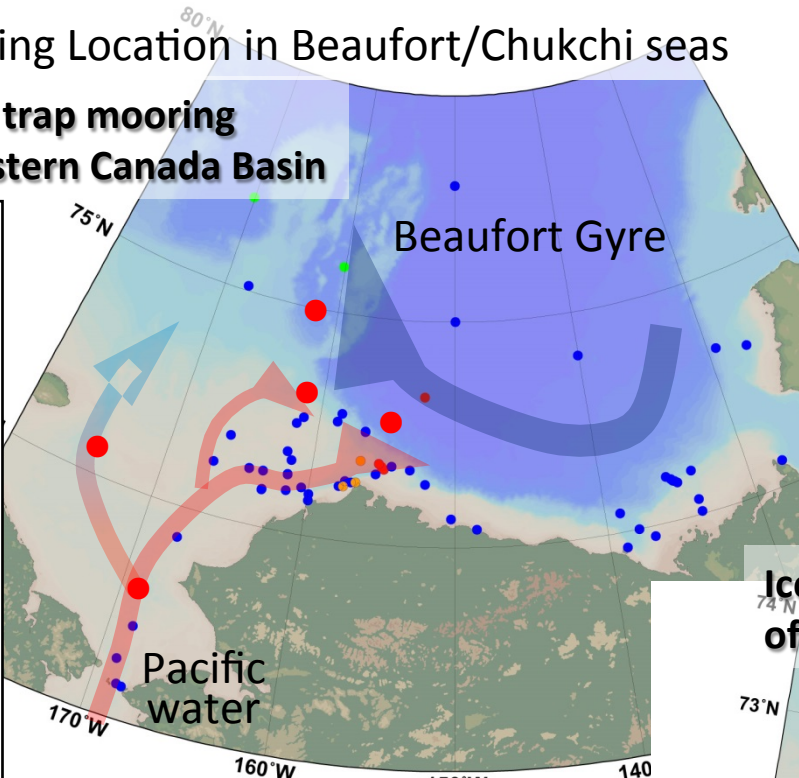 80˚N
ing Location in Beaufort/Chukchi seas
trap mooring
stern Canada Basin
75˚N
Beaufort Gyre
Pacific
water
170˚W
160˚W
140
of
74˚N
73˚N